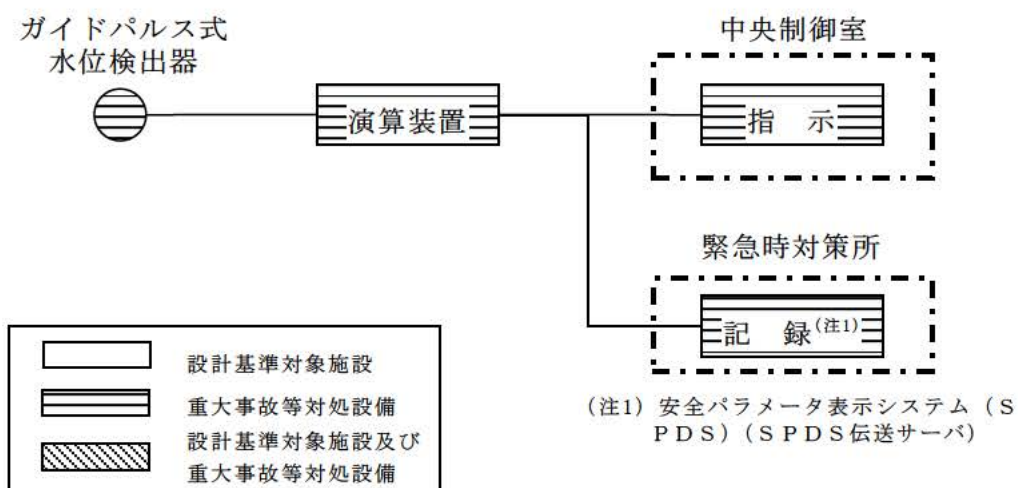 ガイドパルス式
水位検出器
演算装置
中央制御室
指　示
緊急時対策所
記　録(注1)
(注1) 安全パラメータ表示システム（Ｓ
ＰＤＳ）（ＳＰＤＳ伝送サーバ）
設計基準対象施設
重大事故等対処設備
設計基準対象施設及び
重大事故等対処設備